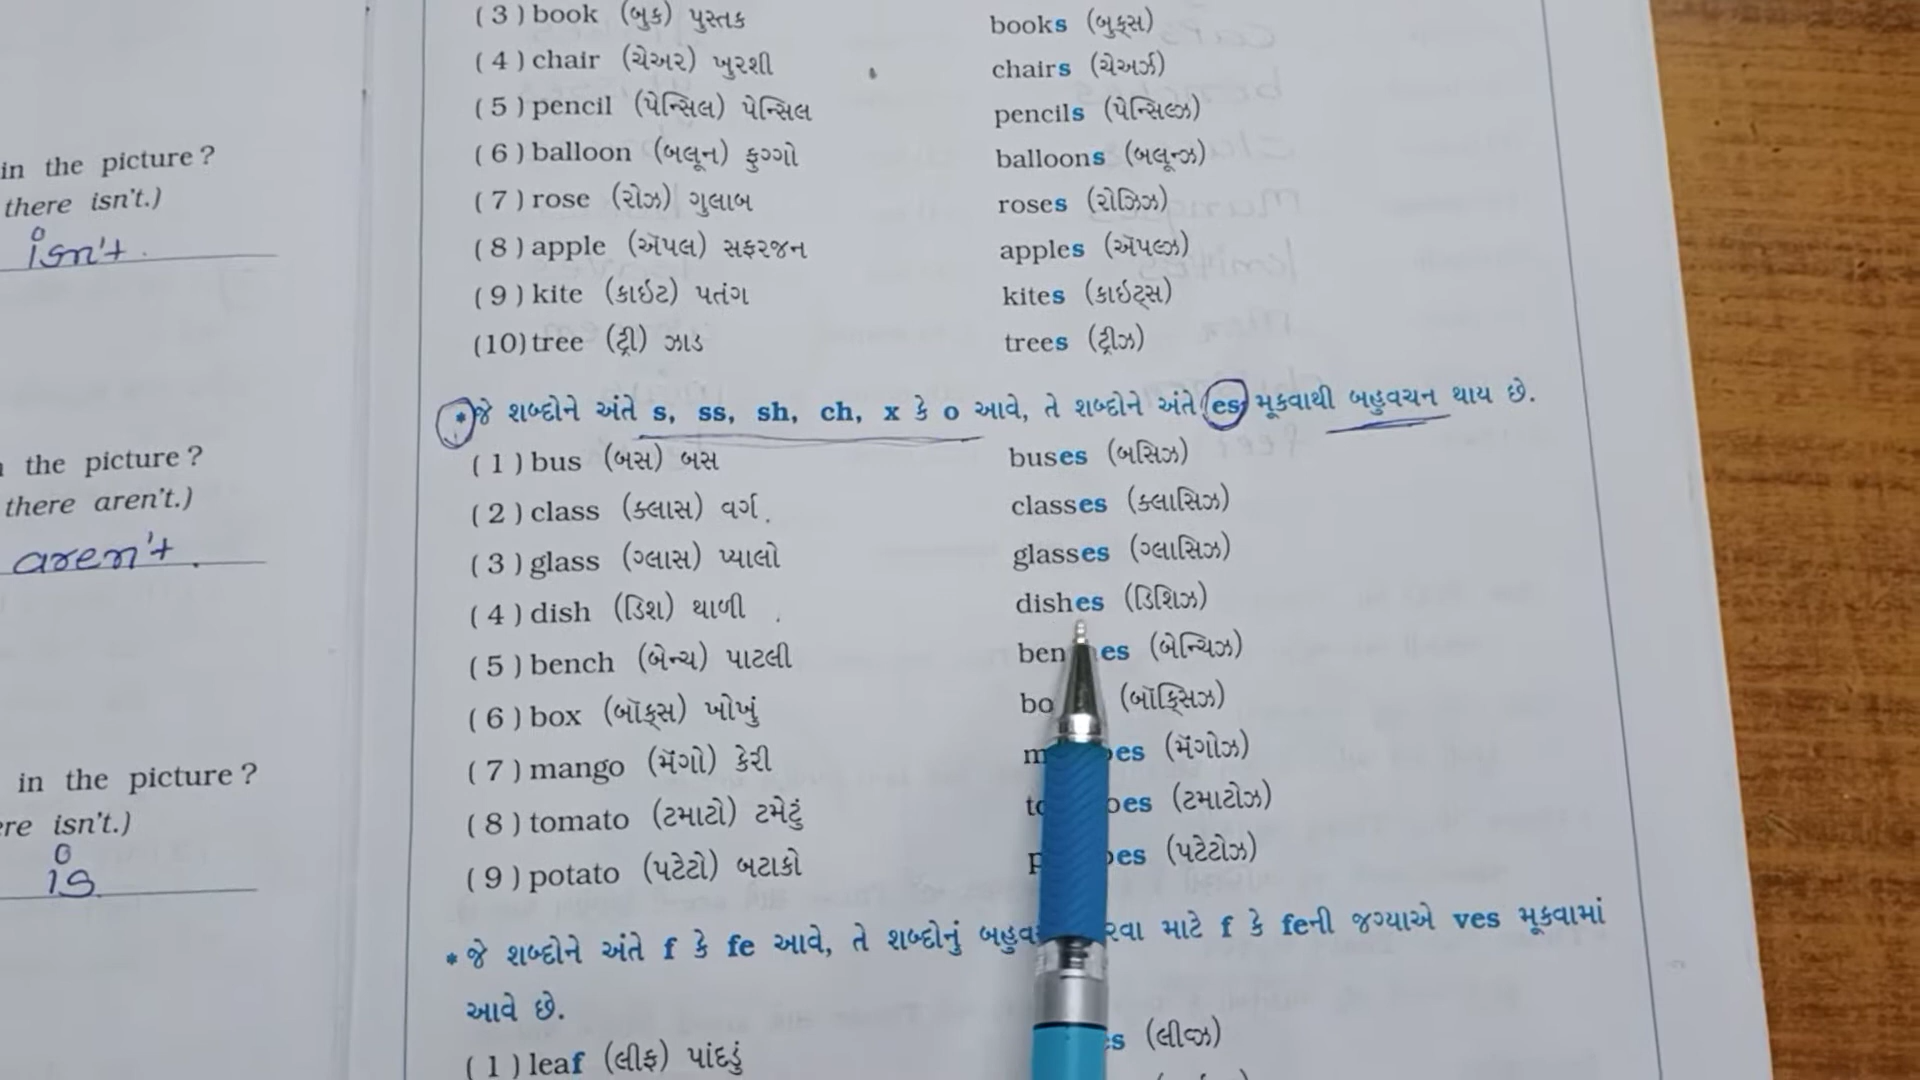 in the picture ?
there isn't.)
isn't.
the picture ?
there aren't.)
aren't.
in the picture ?
isn't.)
is
( 3 ) book (બુક) પુસ્તક books (બુક્સ)
( 4 ) chair (ચેઅર) ખુરશી chairs (ચેઅર્ઝ)
( 5 ) pencil (પેન્સિલ) પેન્સિલ pencils (પેન્સિલ્ઝ)
( 6 ) balloon (બલૂન) ફુગ્ગો balloons (બલૂન્ઝ)
( 7 ) rose (રોઝ) ગુલાબ roses (રોઝિઝ)
( 8 ) apple (ઍપલ) સફરજન apples (ઍપલ્ઝ)
( 9 ) kite (કાઇટ) પતંગ kites (કાઇટ્સ)
(10) tree (ટ્રી) ઝાડ trees (ટ્રીઝ)
* જે શબ્દોને અંતે s, ss, sh, ch, x કે o આવે, તે શબ્દોને અંતે es મૂકવાથી બહુવચન થાય છે.
( 1 ) bus (બસ) બસ buses (બસિઝ)
( 2 ) class (ક્લાસ) વર્ગ classes (ક્લાસિઝ)
( 3 ) glass (ગ્લાસ) પ્યાલો glasses (ગ્લાસિઝ)
( 4 ) dish (ડિશ) થાળી dishes (ડિશિઝ)
( 5 ) bench (બેન્ચ) પાટલી (બેન્ચિઝ)
( 6 ) box (બૉક્સ) ખોખું (બૉક્સિઝ)
( 7 ) mango (મૅંગો) કેરી (મૅંગોઝ)
( 8 ) tomato (ટમાટો) ટમેટું (ટમાટોઝ)
( 9 ) potato (પટેટો) બટાકો (પટેટોઝ)
* જે શબ્દોને અંતે f કે fe આવે, તે શબ્દોનું માટે f કે feની જગ્યાએ ves મૂકવામાં
આવે છે.
( 1 ) leaf (લીફ) પાંદડું (લીવ્ઝ)